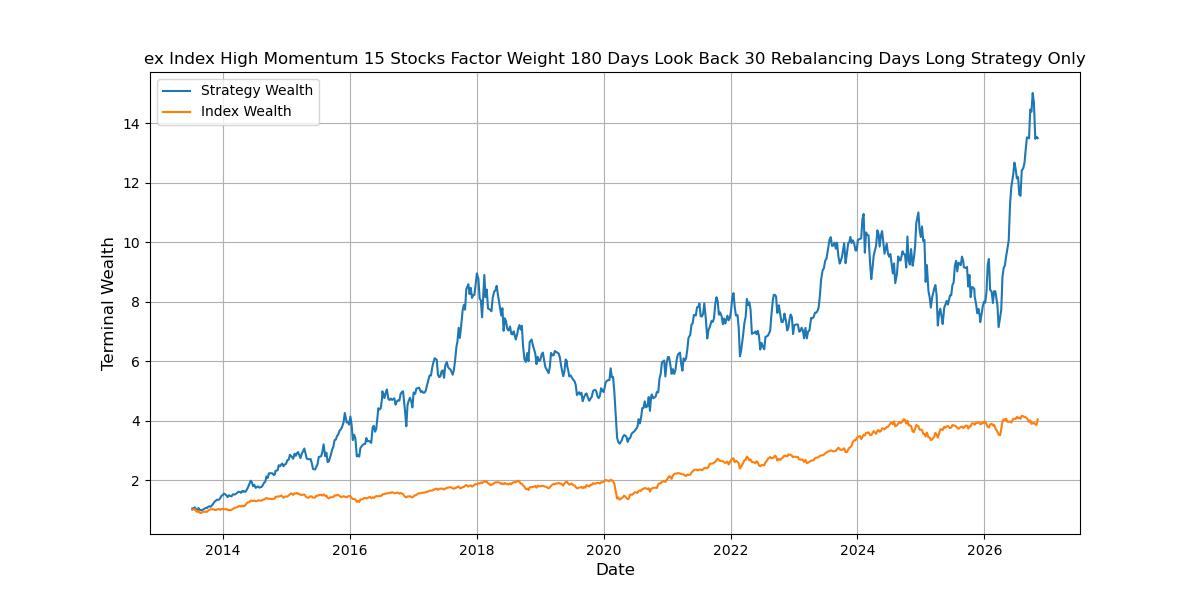 ex Index High Momentum 15 Stocks Factor Weight 180 Days Look Back 30 Rebalancing Days Long Strategy Only
Strategy Wealth
Index Wealth
14
12
10
8
6
4
2
Terminal Wealth
2014 2016 2018 2020 2022 2024 2026
Date